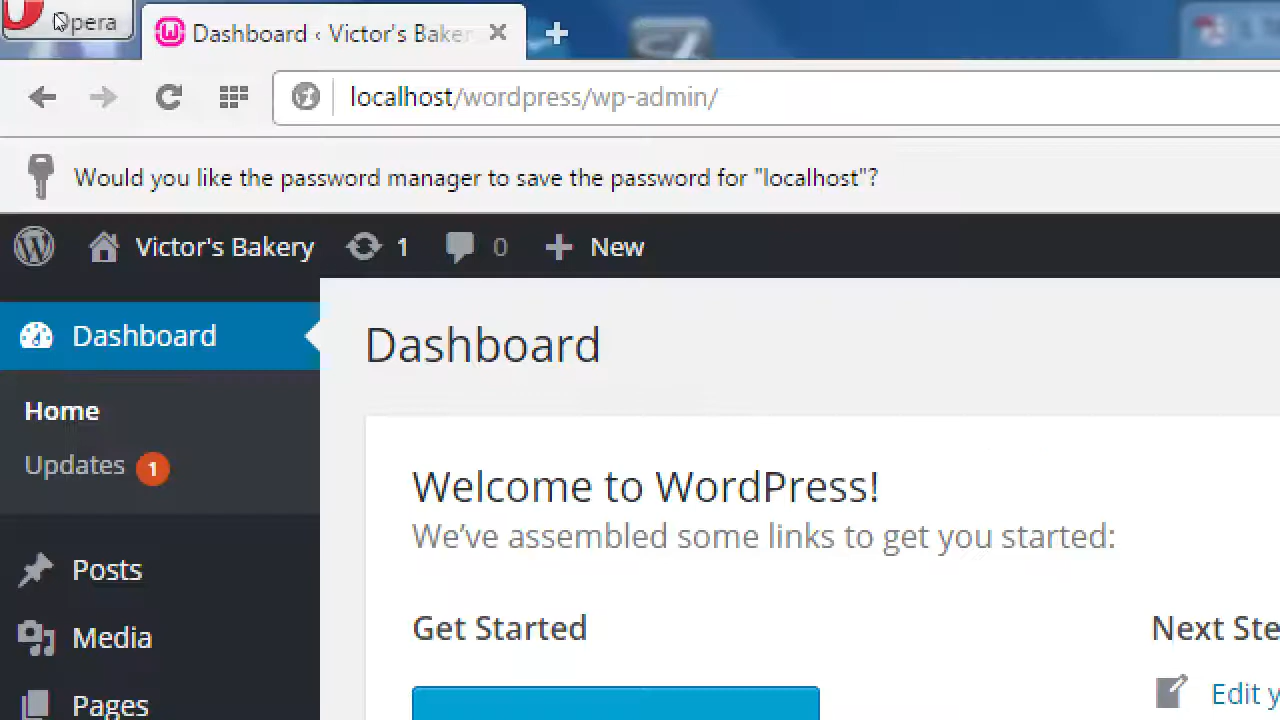 Opera
Dashboard ‹ Victor's Baker
localhost/wordpress/wp-admin/
Would you like the password manager to save the password for "localhost"?
Victor's Bakery 1 0 New
Dashboard
Home
Updates 1
Posts
Media
Pages
Dashboard
Welcome to WordPress!
We’ve assembled some links to get you started:
Get Started
Next Ste
Edit y